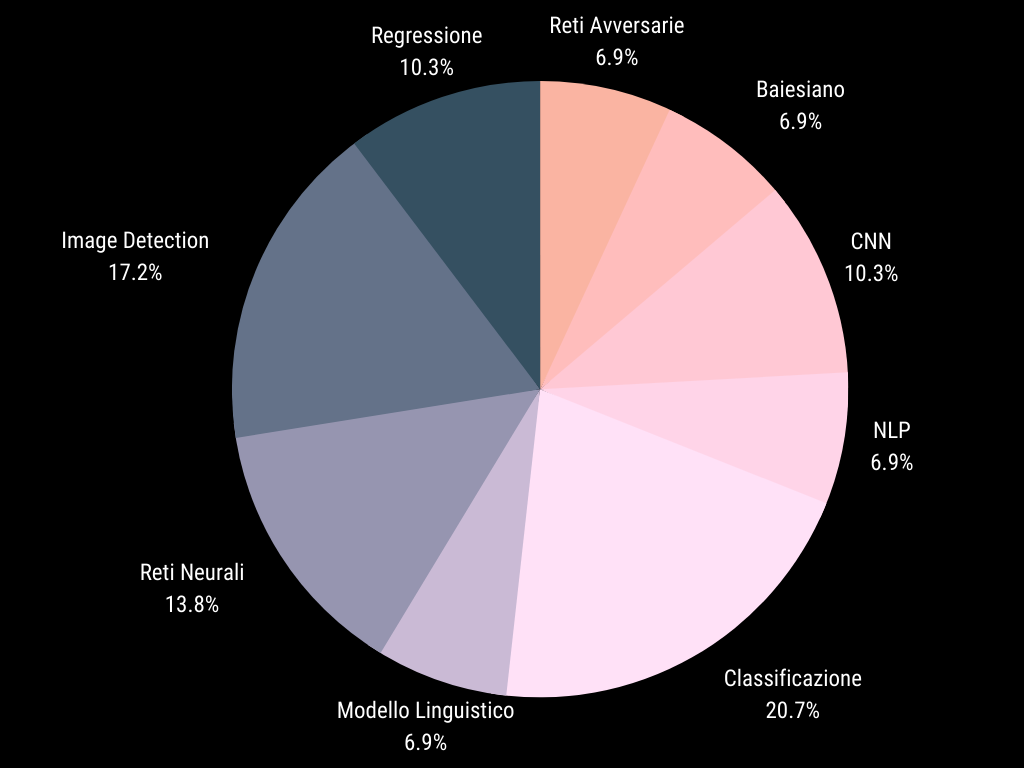 Reti Avversarie
6.9%
Baiesiano
6.9%
CNN
10.3%
NLP
6.9%
Classificazione
20.7%
Modello Linguistico
6.9%
Reti Neurali
13.8%
Image Detection
17.2%
Regressione
10.3%